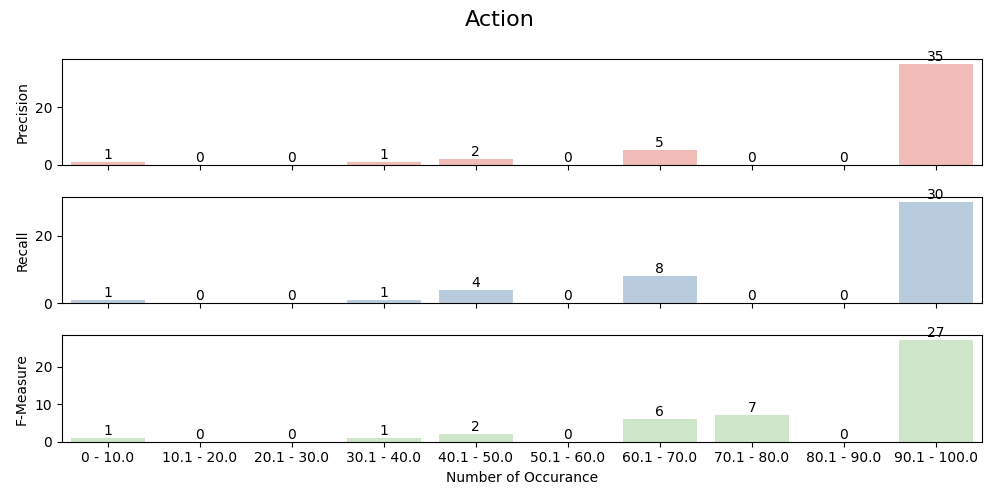 Action
Precision
20
0
1 0 0 1 2 0 5 0 0 35
Recall
20
0
1 0 0 1 4 0 8 0 0 30
F-Measure
20
10
0
1 0 0 1 2 0 6 7 0 27
0 - 10.0 10.1 - 20.0 20.1 - 30.0 30.1 - 40.0 40.1 - 50.0 50.1 - 60.0 60.1 - 70.0 70.1 - 80.0 80.1 - 90.0 90.1 - 100.0
Number of Occurance